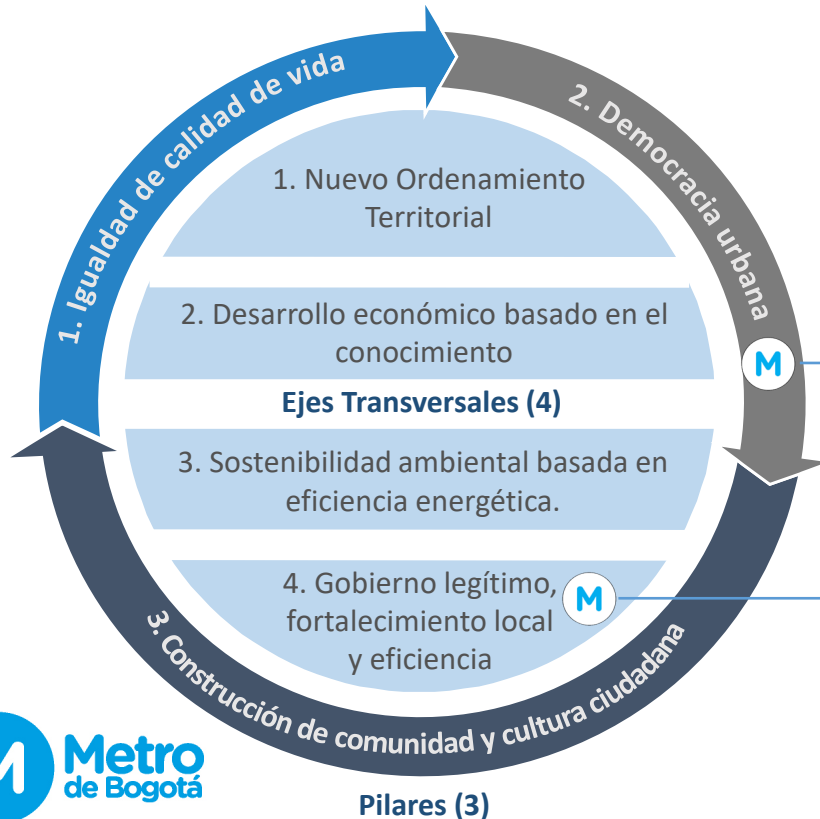 1. Igualdad de calidad de vida
2. Democracia urbana
1. Nuevo Ordenamiento
Territorial
2. Desarrollo económico basado en el
conocimiento
M
Ejes Transversales (4)
3. Sostenibilidad ambiental basada en
eficiencia energética.
4. Gobierno legítimo,
fortalecimiento local
y eficiencia
M
3. Construcción de comunidad y cultura ciudadana
M
Metro
de Bogotá
Pilares (3)